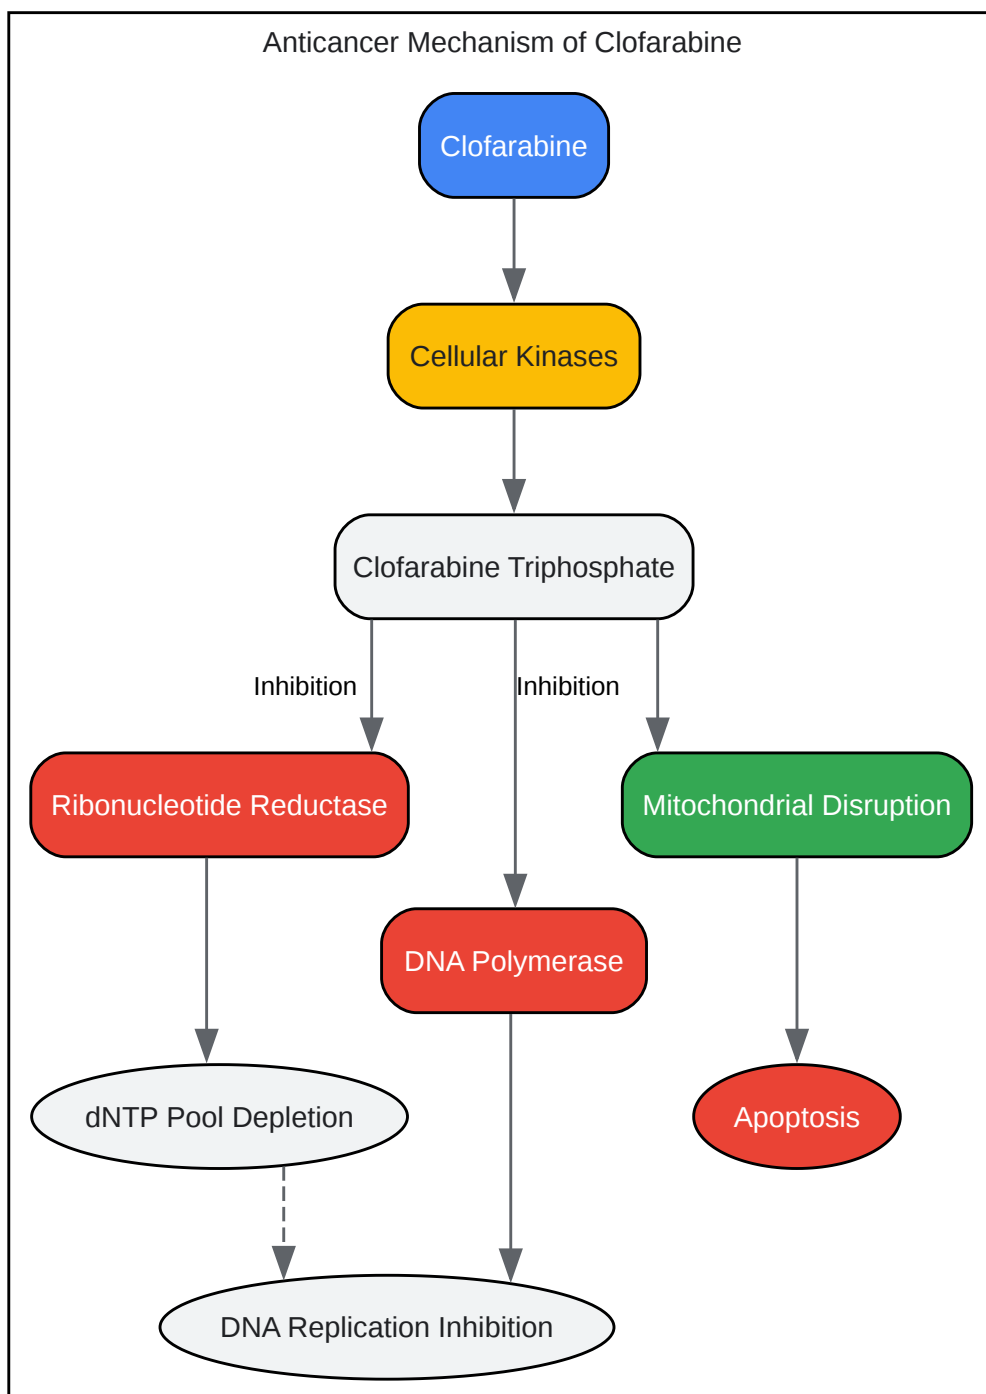 Anticancer Mechanism of Clofarabine
Clofarabine
Cellular Kinases
Clofarabine Triphosphate
Inhibition
Inhibition
Ribonucleotide Reductase
Mitochondrial Disruption
DNA Polymerase
dNTP Pool Depletion
Apoptosis
DNA Replication Inhibition